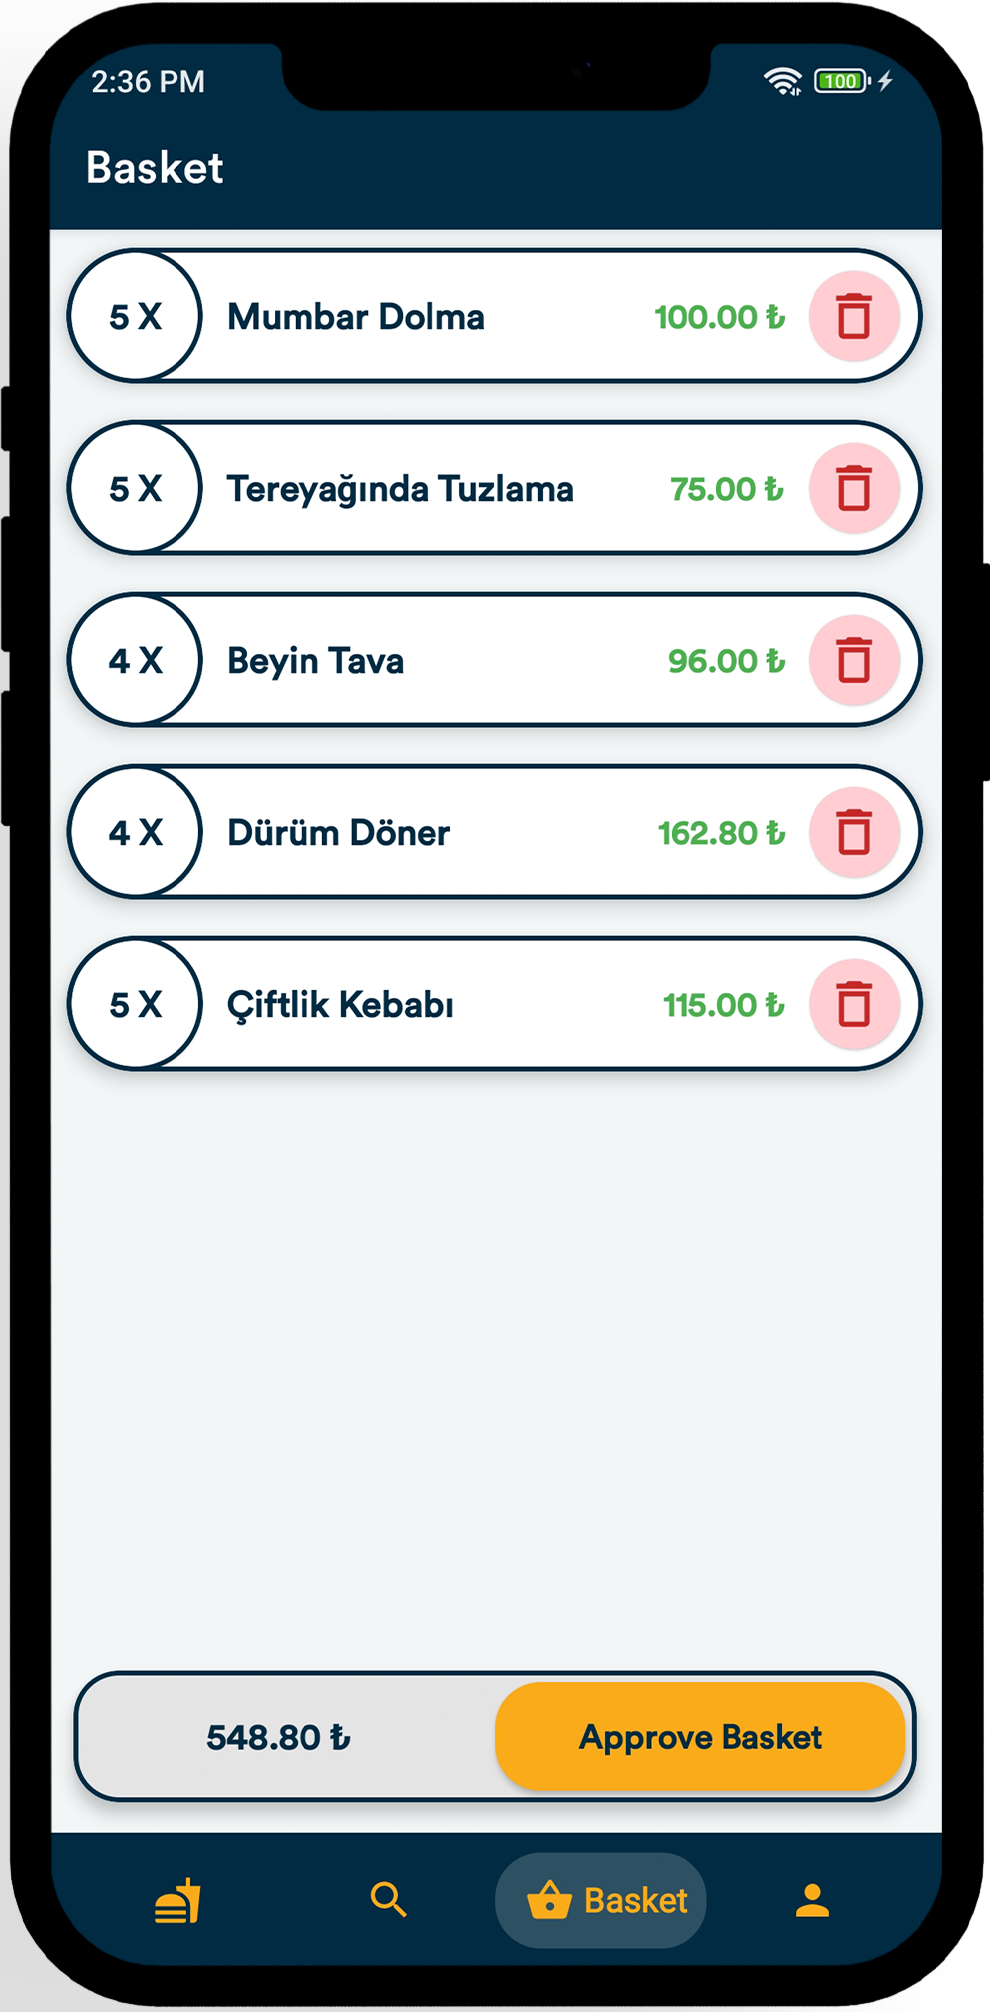 2:36 PM
100
Basket
5 X Mumbar Dolma 100.00 ₺
5 X Tereyağında Tuzlama 75.00 ₺
4 X Beyin Tava 96.00 ₺
4 X Dürüm Döner 162.80 ₺
5 X Çiftlik Kebabı 115.00 ₺
548.80 ₺ Approve Basket
Basket